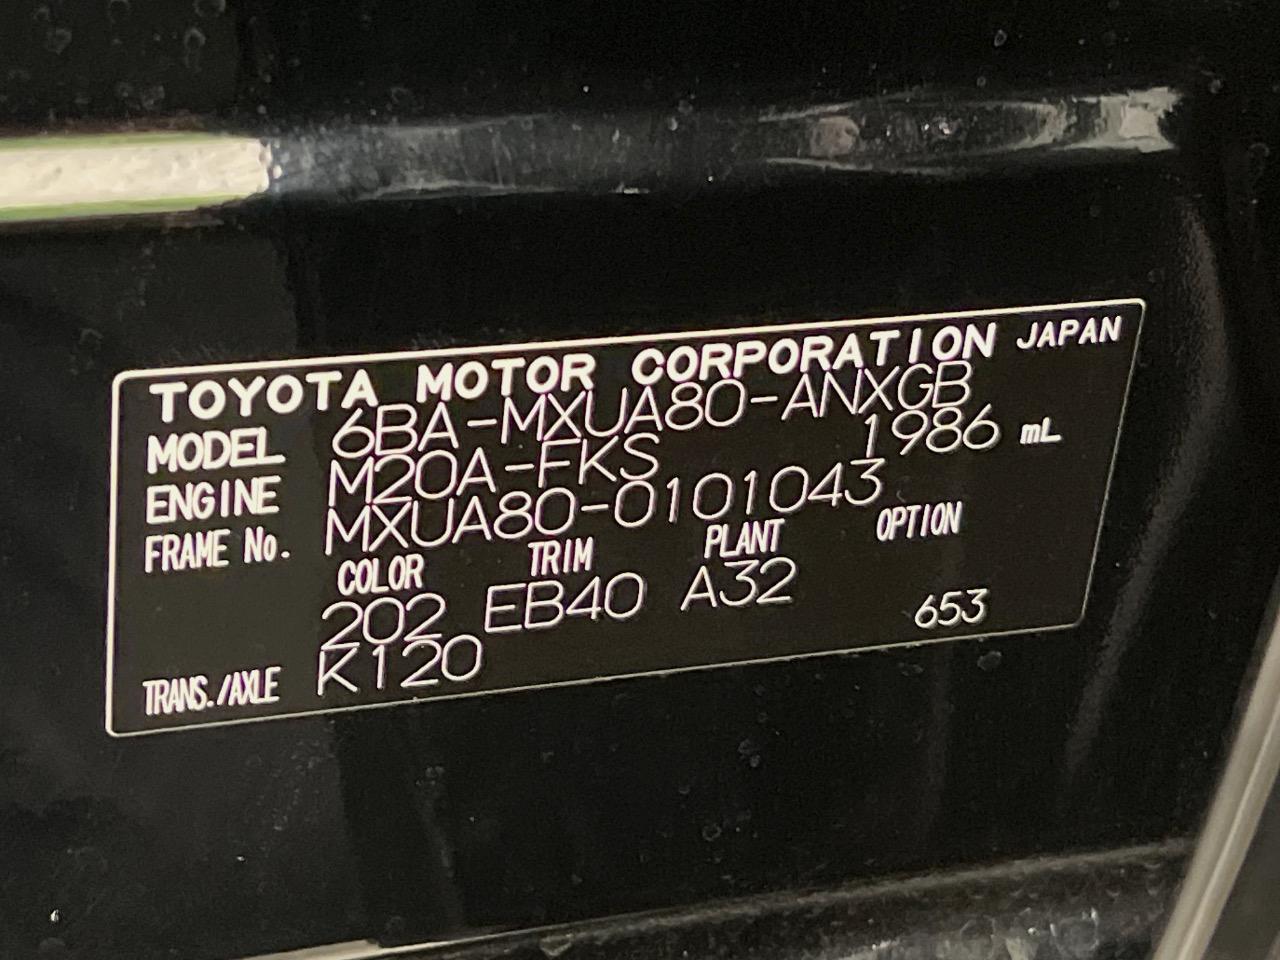 TOYOTA MOTOR CORPORATION JAPAN
MODEL 6BA-MXUA80-ANXGB
ENGINE M20A-FKS 1986 mL
FRAME No. MXUA80-0101043
COLOR TRIM PLANT OPTION
202 EB40 A32
653
TRANS./AXLE K120